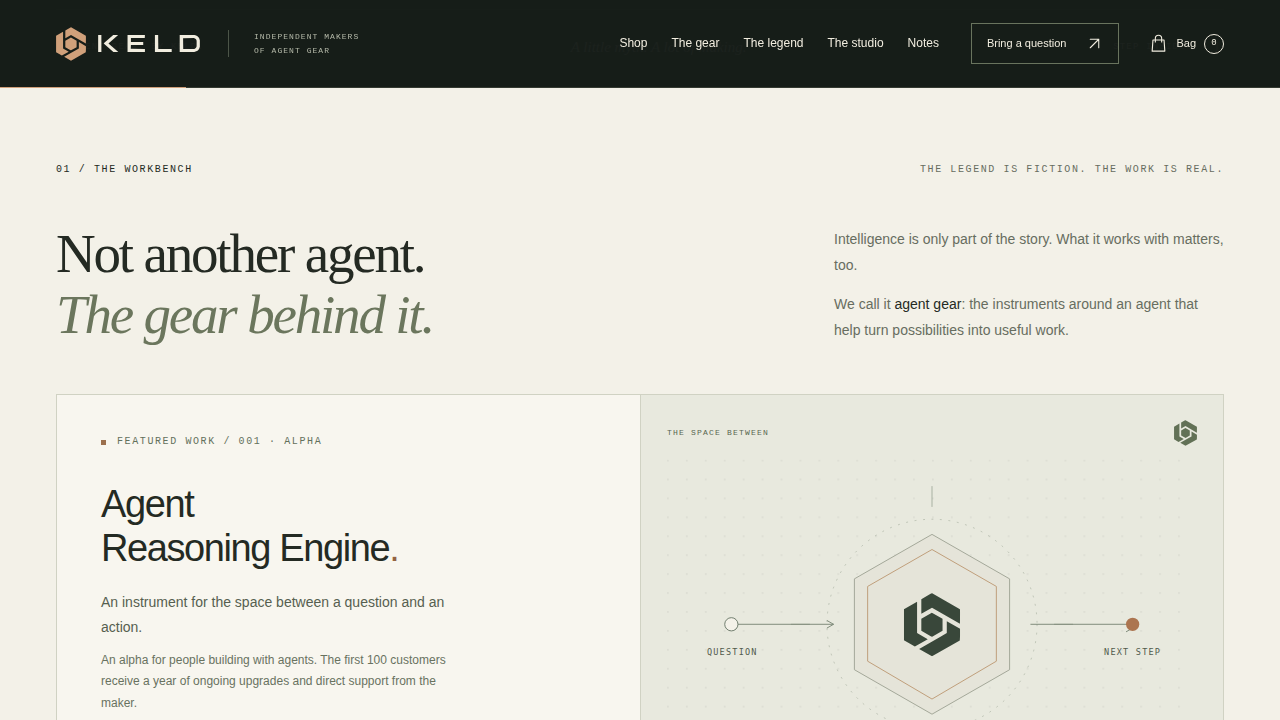 KELD
INDEPENDENT MAKERS
OF AGENT GEAR
Shop
The gear
The legend
The studio
Notes
Bring a question
Bag
0
01 / THE WORKBENCH
THE LEGEND IS FICTION. THE WORK IS REAL.
Not another agent.
The gear behind it.
Intelligence is only part of the story. What it works with matters,
too.
We call it agent gear: the instruments around an agent that
help turn possibilities into useful work.
FEATURED WORK / 001 · ALPHA
Agent
Reasoning Engine.
An instrument for the space between a question and an
action.
An alpha for people building with agents. The first 100 customers
receive a year of ongoing upgrades and direct support from the
maker.
THE SPACE BETWEEN
QUESTION
NEXT STEP